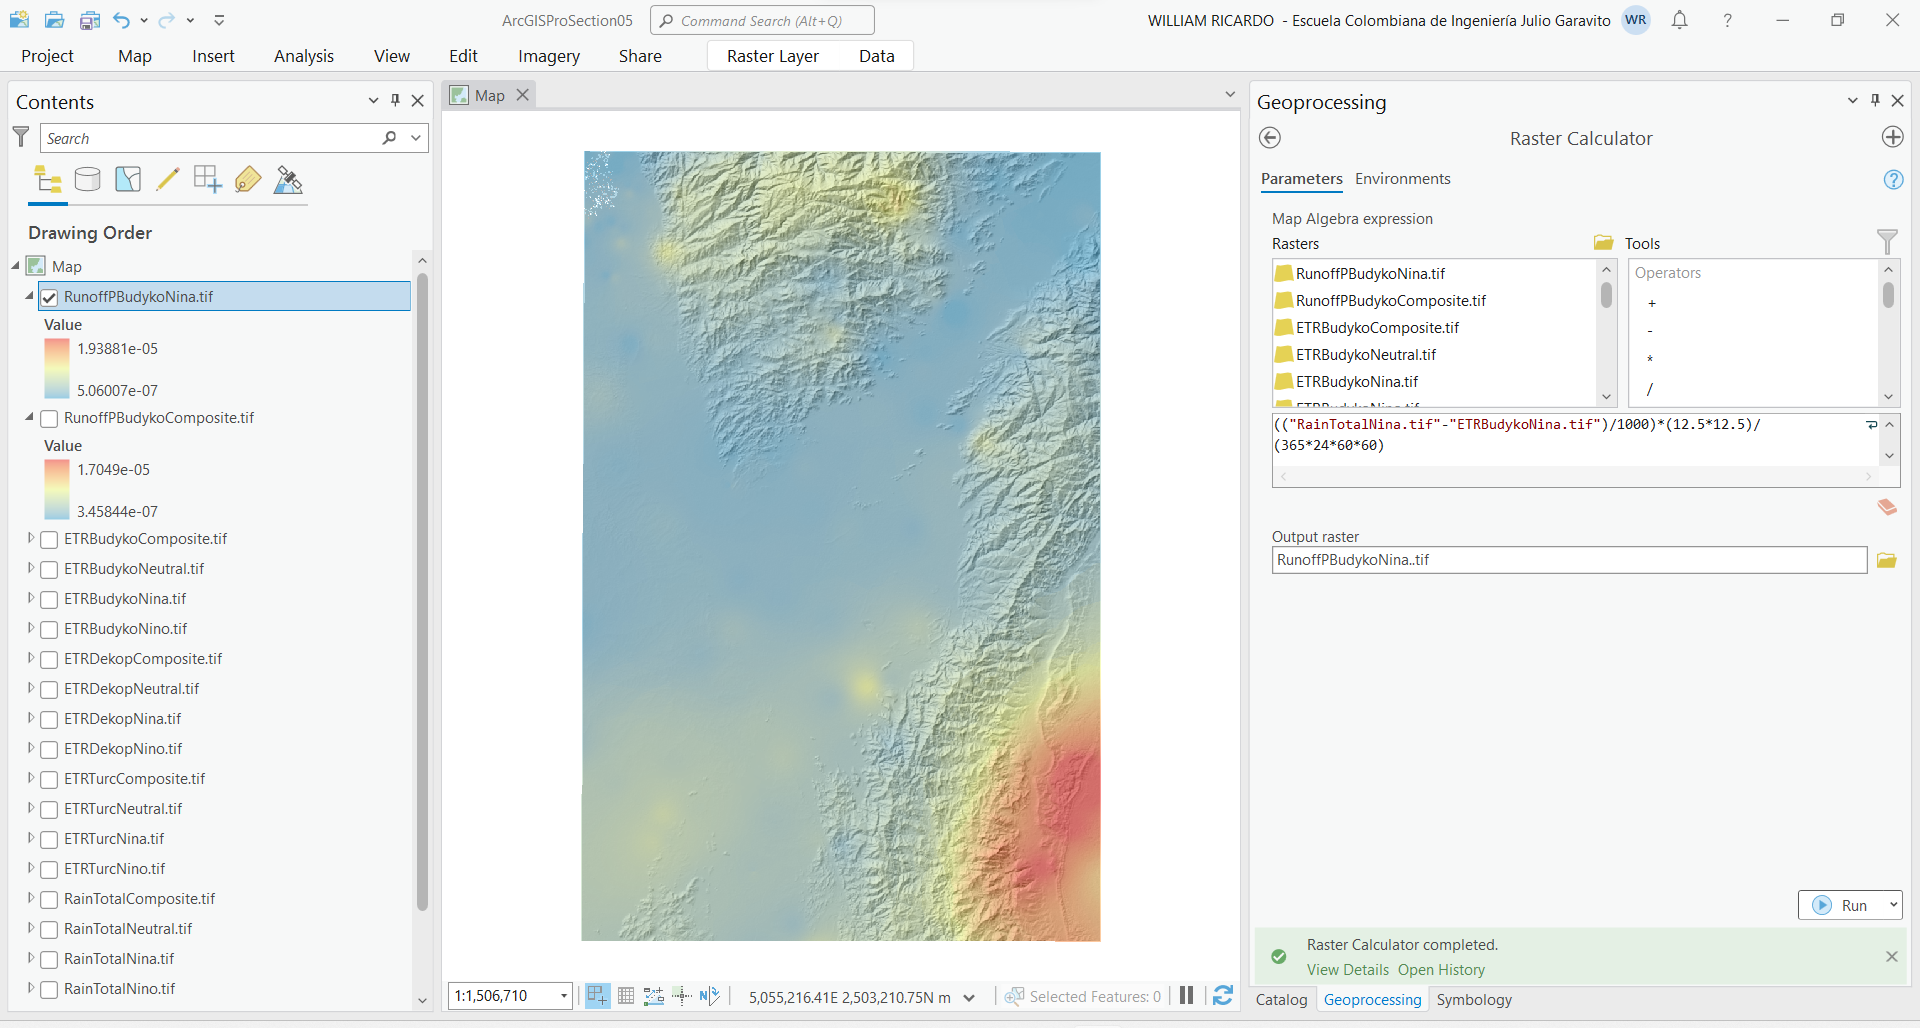 ArcGISProSection05
Command Search (Alt+Q)
WILLIAM RICARDO - Escuela Colombiana de Ingeniería Julio Garavito
WR
?
Project Map Insert Analysis View Edit Imagery Share Raster Layer Data
Contents
Search
Drawing Order
Map
RunoffPBudykoNina.tif
Value
1.93881e-05
5.06007e-07
RunoffPBudykoComposite.tif
Value
1.7049e-05
3.45844e-07
ETRBudykoComposite.tif
ETRBudykoNeutral.tif
ETRBudykoNina.tif
ETRBudykoNino.tif
ETRDekopComposite.tif
ETRDekopNeutral.tif
ETRDekopNina.tif
ETRDekopNino.tif
ETRTurcComposite.tif
ETRTurcNeutral.tif
ETRTurcNina.tif
ETRTurcNino.tif
RainTotalComposite.tif
RainTotalNeutral.tif
RainTotalNina.tif
RainTotalNino.tif
Map
1:1,506,710
5,055,216.41E 2,503,210.75N m
Selected Features: 0
Geoprocessing
Raster Calculator
Parameters Environments
?
Map Algebra expression
Rasters
Tools
RunoffPBudykoNina.tif
RunoffPBudykoComposite.tif
ETRBudykoComposite.tif
ETRBudykoNeutral.tif
ETRBudykoNina.tif
ETRBudykoNino.tif
Operators
+
-
*
/
(("RainTotalNina.tif"-"ETRBudykoNina.tif")/1000)*(12.5*12.5)/
(365*24*60*60)
Output raster
RunoffPBudykoNina..tif
Run
Raster Calculator completed.
View Details Open History
Catalog Geoprocessing Symbology